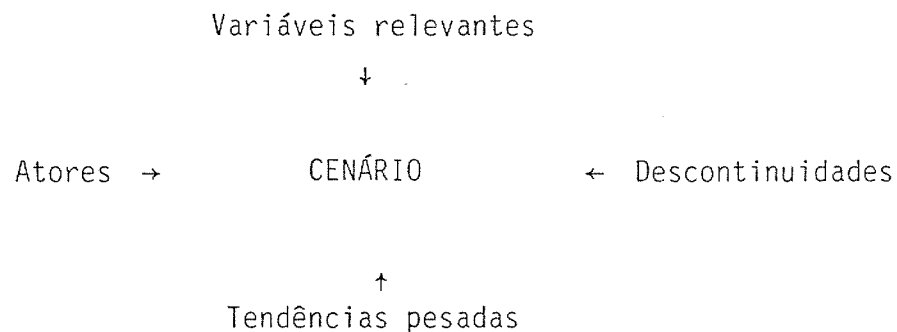 Variáveis relevantes
↓
Atores → CENÁRIO ← Descontinuidades
↑
Tendências pesadas